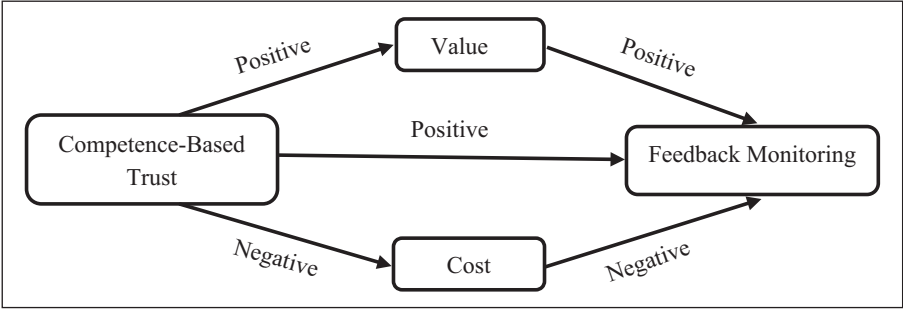 Positive
Value
Positive
Competence-Based
Trust
Positive
Feedback Monitoring
Negative
Cost
Negative